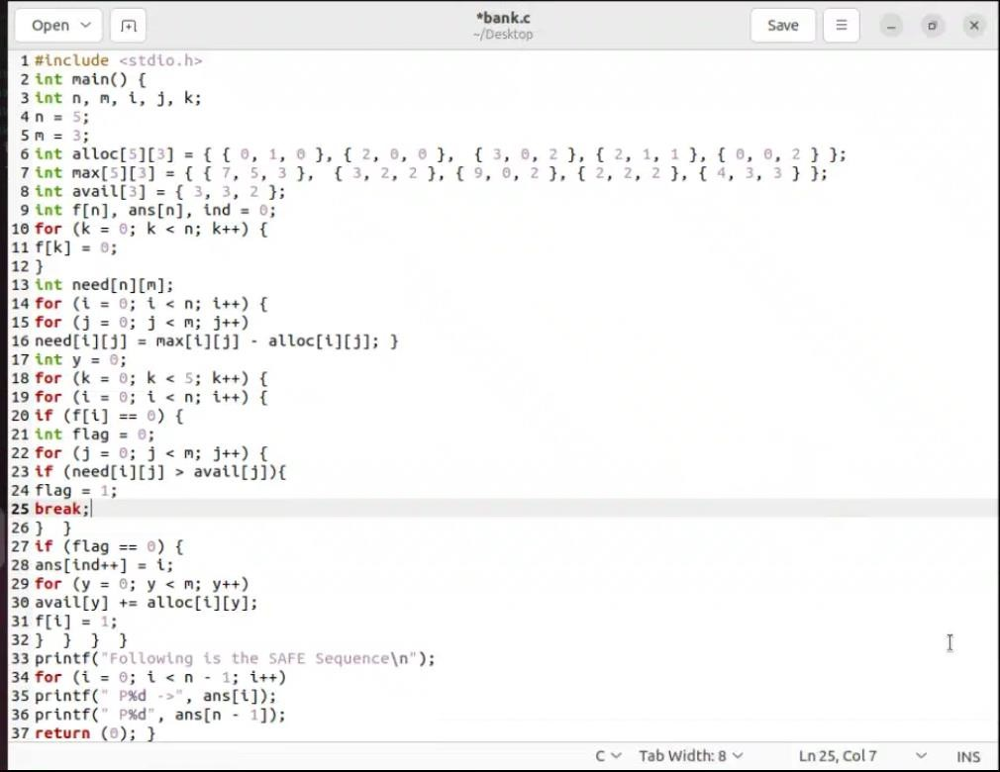 Open
*bank.c
~/Desktop
Save
1 #include <stdio.h>
2 int main() {
3 int n, m, i, j, k;
4 n = 5;
5 m = 3;
6 int alloc[5][3] = { { 0, 1, 0 }, { 2, 0, 0 },  { 3, 0, 2 }, { 2, 1, 1 }, { 0, 0, 2 } };
7 int max[5][3] = { { 7, 5, 3 },  { 3, 2, 2 }, { 9, 0, 2 }, { 2, 2, 2 }, { 4, 3, 3 } };
8 int avail[3] = { 3, 3, 2 };
9 int f[n], ans[n], ind = 0;
10 for (k = 0; k < n; k++) {
11 f[k] = 0;
12 }
13 int need[n][m];
14 for (i = 0; i < n; i++) {
15 for (j = 0; j < m; j++)
16 need[i][j] = max[i][j] - alloc[i][j]; }
17 int y = 0;
18 for (k = 0; k < 5; k++) {
19 for (i = 0; i < n; i++) {
20 if (f[i] == 0) {
21 int flag = 0;
22 for (j = 0; j < m; j++) {
23 if (need[i][j] > avail[j]){
24 flag = 1;
25 break;
26 }  }
27 if (flag == 0) {
28 ans[ind++] = i;
29 for (y = 0; y < m; y++)
30 avail[y] += alloc[i][y];
31 f[i] = 1;
32 }  }  }  }
33 printf("Following is the SAFE Sequence\n");
34 for (i = 0; i < n - 1; i++)
35 printf(" P%d ->", ans[i]);
36 printf(" P%d", ans[n - 1]);
37 return (0); }
C  Tab Width: 8  Ln 25, Col 7  INS